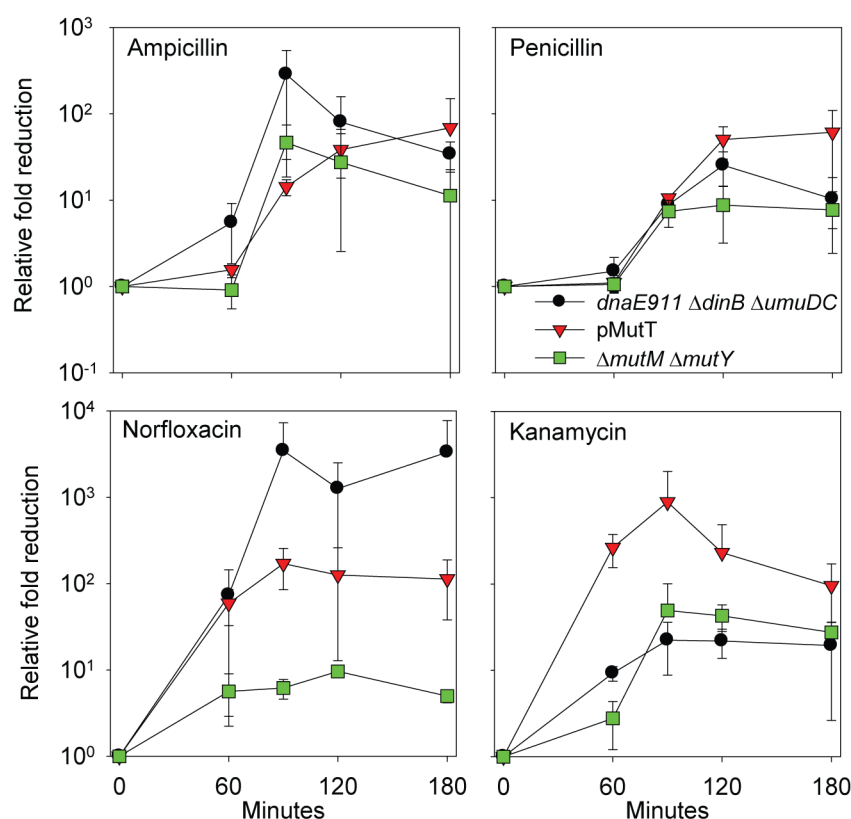 Ampicillin
Penicillin
Relative fold reduction
10³
10²
10¹
10⁰
10⁻¹
dnaE911 ΔdinB ΔumuDC
pMutT
ΔmutM ΔmutY
Norfloxacin
Kanamycin
Relative fold reduction
10⁴
10³
10²
10¹
10⁰
0 60 120 180 0 60 120 180
Minutes Minutes